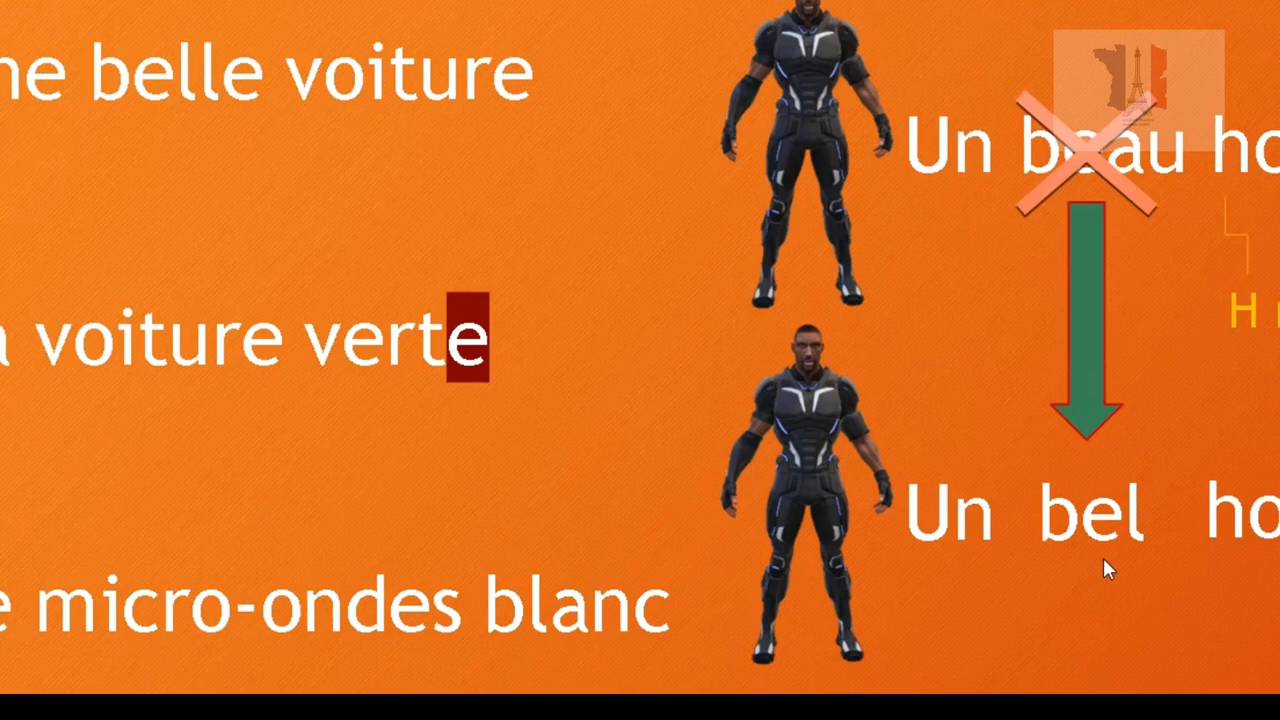 ne belle voiture
Un beau ho
a voiture verte
H
Un bel ho
e micro-ondes blanc